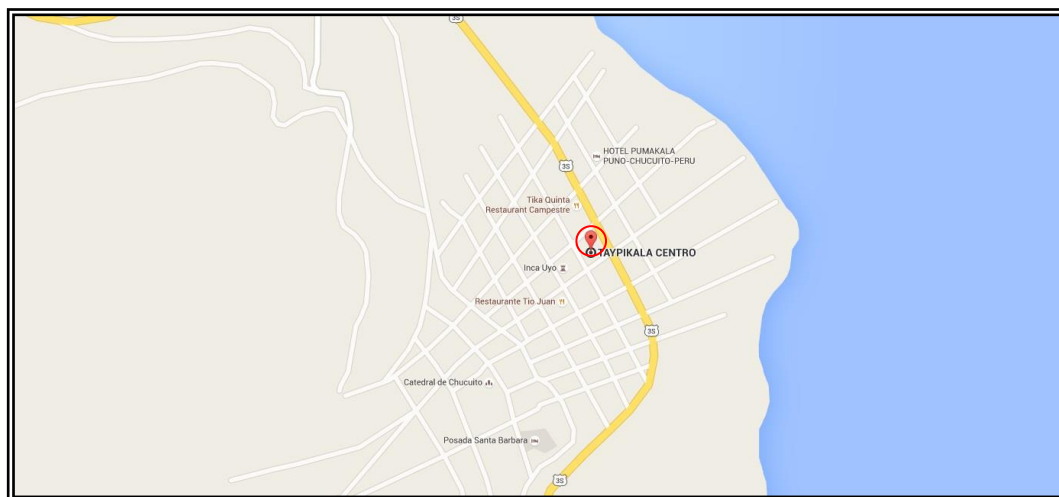 3S
HOTEL PUMAKALA
PUNO-CHUCUITO-PERU
3S
Tika Quinta
Restaurant Campestre
TAYPIKALA CENTRO
Inca Uyo
Restaurante Tio Juan
3S
Catedral de Chucuito
Posada Santa Barbara
3S